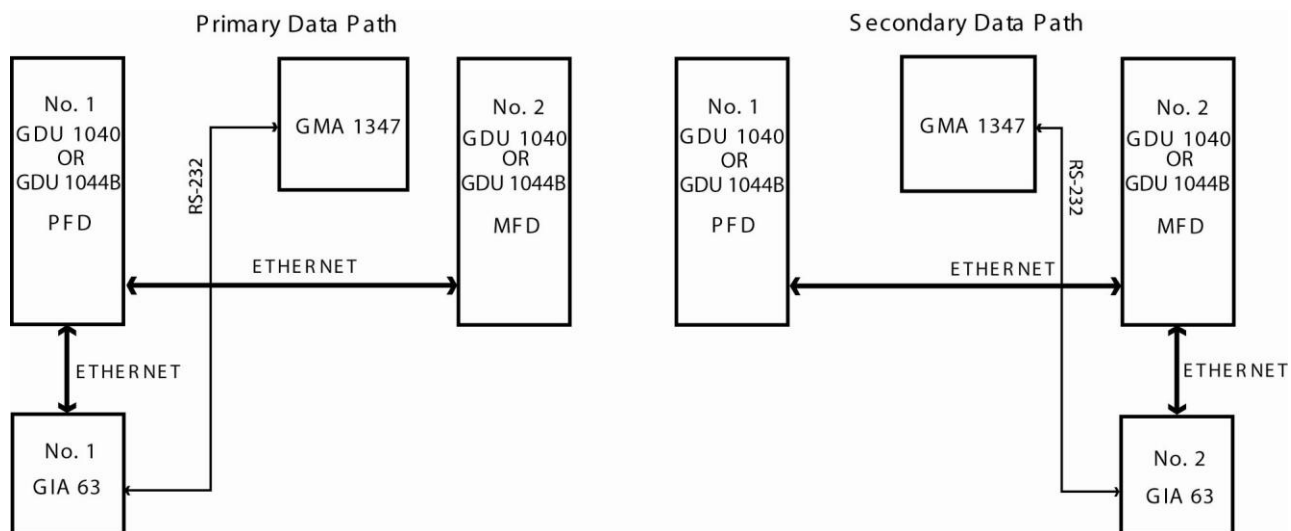 Primary Data Path
No. 1
GDU 1040
OR
GDU 1044B
PFD
GMA 1347
RS-232
No. 2
GDU 1040
OR
GDU 1044B
MFD
ETHERNET
ETHERNET
No. 1
GIA 63
Secondary Data Path
No. 1
GDU 1040
OR
GDU 1044B
PFD
GMA 1347
RS-232
No. 2
GDU 1040
OR
GDU 1044B
MFD
ETHERNET
ETHERNET
No. 2
GIA 63